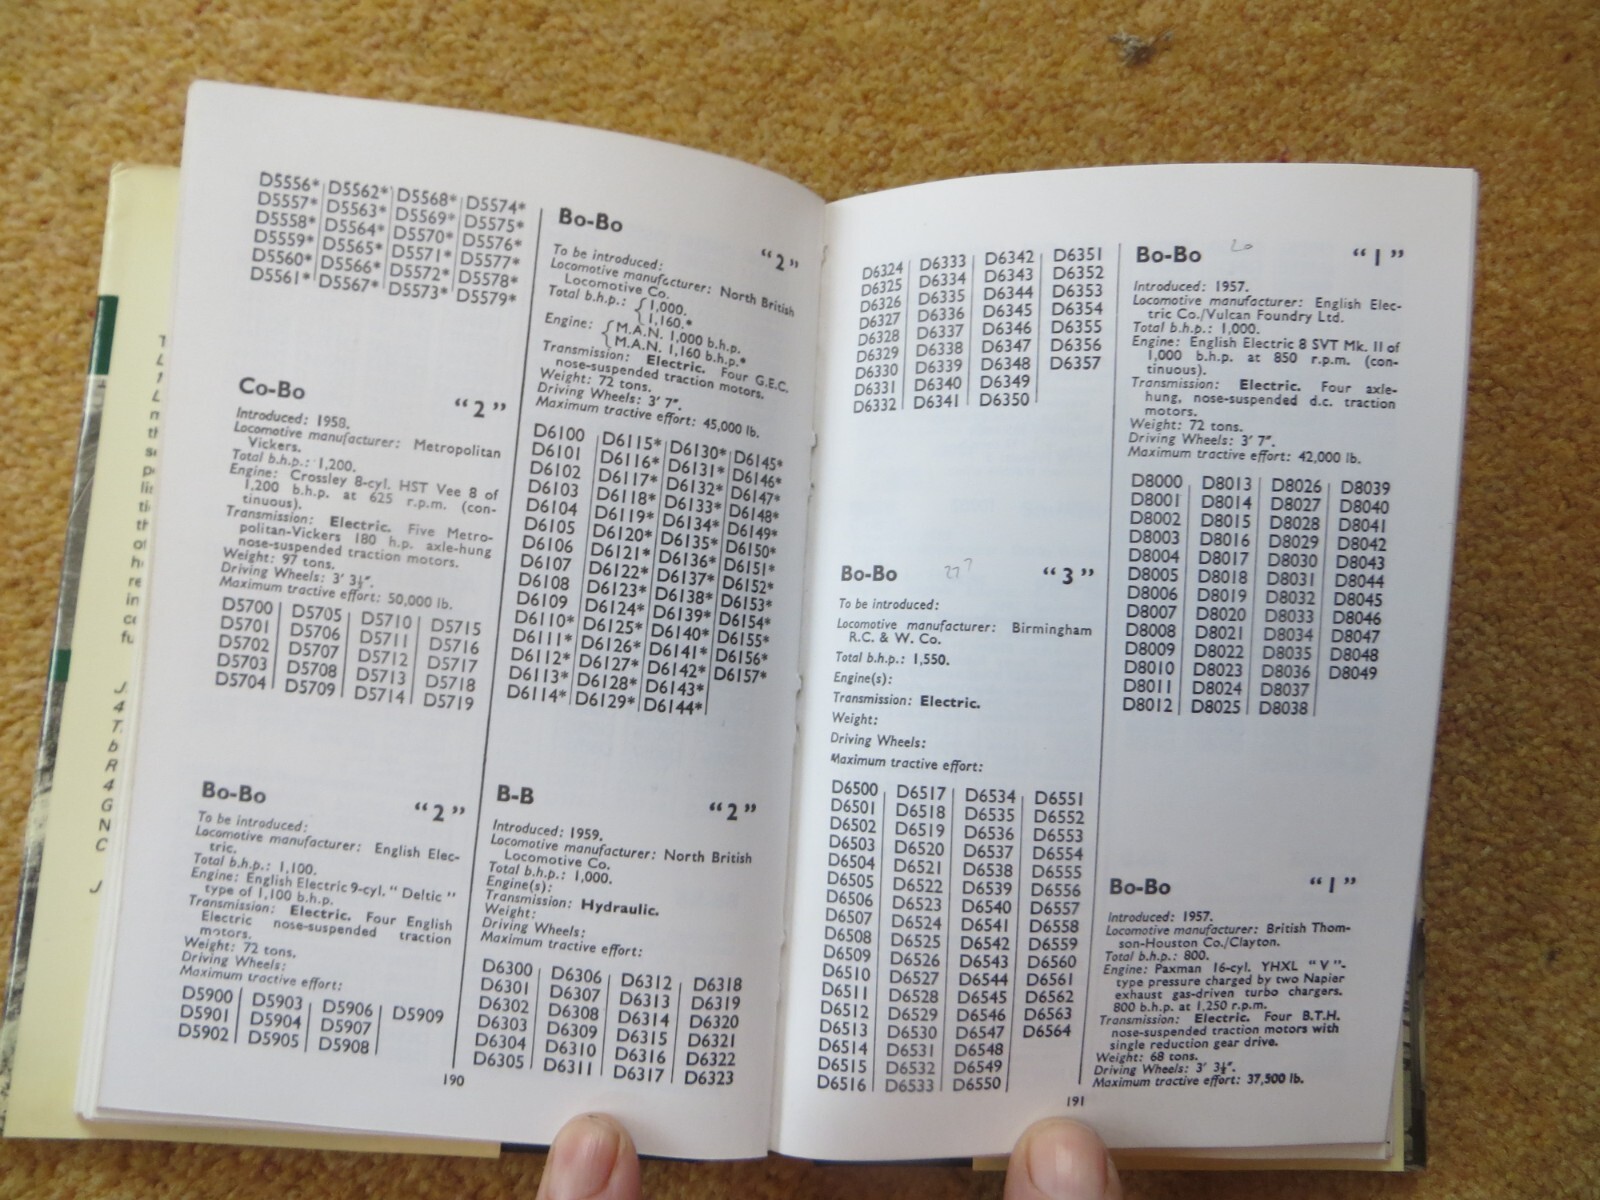 D5556* D5562* D5568* D5574*
D5557* D5563* D5569* D5575*
D5558* D5564* D5570* D5576*
D5559* D5565* D5571* D5577*
D5560* D5566* D5572* D5578*
D5561* D5567* D5573* D5579*
Co-Bo
“2”
Introduced: 1958.
Locomotive manufacturer: Metropolitan
Vickers.
Total b.h.p.: 1,200.
Engine: Crossley 8-cyl. HST Vee 8 of
1,200 b.h.p. at 625 r.p.m. (con-
tinuous).
Transmission: Electric. Five Metro-
politan-Vickers 180 h.p. axle-hung
nose-suspended traction motors.
Weight: 97 tons.
Driving Wheels: 3' 3½".
Maximum tractive effort: 50,000 lb.
D5700 D5705 D5710 D5715
D5701 D5706 D5711 D5716
D5702 D5707 D5712 D5717
D5703 D5708 D5713 D5718
D5704 D5709 D5714 D5719
Bo-Bo
“2”
To be introduced:
Locomotive manufacturer: English Elec-
tric.
Total b.h.p.: 1,100.
Engine: English Electric 9-cyl. “Deltic”
type of 1,100 b.h.p.
Transmission: Electric. Four English
Electric nose-suspended traction
motors.
Weight: 72 tons.
Driving Wheels:
Maximum tractive effort:
D5900 D5903 D5906 D5909
D5901 D5904 D5907
D5902 D5905 D5908
Bo-Bo
“2”
To be introduced:
Locomotive manufacturer: North British
Locomotive Co.
Total b.h.p.: {1,000.
{1,160.*
Engine: {M.A.N. 1,000 b.h.p.
{M.A.N. 1,160 b.h.p.*
Transmission: Electric. Four G.E.C.
nose-suspended traction motors.
Weight: 72 tons.
Driving Wheels: 3' 7".
Maximum tractive effort: 45,000 lb.
D6100 D6115* D6130* D6145*
D6101 D6116* D6131* D6146*
D6102 D6117* D6132* D6147*
D6103 D6118* D6133* D6148*
D6104 D6119* D6134* D6149*
D6105 D6120* D6135* D6150*
D6106 D6121* D6136* D6151*
D6107 D6122* D6137* D6152*
D6108 D6123* D6138* D6153*
D6109 D6124* D6139* D6154*
D6110* D6125* D6140* D6155*
D6111* D6126* D6141* D6156*
D6112* D6127* D6142* D6157*
D6113* D6128* D6143*
D6114* D6129* D6144*
B-B
“2”
Introduced: 1959.
Locomotive manufacturer: North British
Locomotive Co.
Total b.h.p.: 1,000.
Engine(s):
Transmission: Hydraulic.
Weight:
Driving Wheels:
Maximum tractive effort:
D6300 D6306 D6312 D6318
D6301 D6307 D6313 D6319
D6302 D6308 D6314 D6320
D6303 D6309 D6315 D6321
D6304 D6310 D6316 D6322
D6305 D6311 D6317 D6323
190
D6324 D6333 D6342 D6351
D6325 D6334 D6343 D6352
D6326 D6335 D6344 D6353
D6327 D6336 D6345 D6354
D6328 D6337 D6346 D6355
D6329 D6338 D6347 D6356
D6330 D6339 D6348 D6357
D6331 D6340 D6349
D6332 D6341 D6350
Bo-Bo 27?
“3”
To be introduced:
Locomotive manufacturer: Birmingham
R.C. & W. Co.
Total b.h.p.: 1,550.
Engine(s):
Transmission: Electric.
Weight:
Driving Wheels:
Maximum tractive effort:
D6500 D6517 D6534 D6551
D6501 D6518 D6535 D6552
D6502 D6519 D6536 D6553
D6503 D6520 D6537 D6554
D6504 D6521 D6538 D6555
D6505 D6522 D6539 D6556
D6506 D6523 D6540 D6557
D6507 D6524 D6541 D6558
D6508 D6525 D6542 D6559
D6509 D6526 D6543 D6560
D6510 D6527 D6544 D6561
D6511 D6528 D6545 D6562
D6512 D6529 D6546 D6563
D6513 D6530 D6547 D6564
D6514 D6531 D6548
D6515 D6532 D6549
D6516 D6533 D6550
Bo-Bo 20
“1”
Introduced: 1957.
Locomotive manufacturer: English Elec-
tric Co./Vulcan Foundry Ltd.
Total b.h.p.: 1,000.
Engine: English Electric 8 SVT Mk. II of
1,000 b.h.p. at 850 r.p.m. (con-
tinuous).
Transmission: Electric. Four axle-
hung, nose-suspended d.c. traction
motors.
Weight: 72 tons.
Driving Wheels: 3' 7".
Maximum tractive effort: 42,000 lb.
D8000 D8013 D8026 D8039
D8001 D8014 D8027 D8040
D8002 D8015 D8028 D8041
D8003 D8016 D8029 D8042
D8004 D8017 D8030 D8043
D8005 D8018 D8031 D8044
D8006 D8019 D8032 D8045
D8007 D8020 D8033 D8046
D8008 D8021 D8034 D8047
D8009 D8022 D8035 D8048
D8010 D8023 D8036 D8049
D8011 D8024 D8037
D8012 D8025 D8038
Bo-Bo
“1”
Introduced: 1957.
Locomotive manufacturer: British Thom-
son-Houston Co./Clayton.
Total b.h.p.: 800.
Engine: Paxman 16-cyl. YHXL “V”-
type pressure charged by two Napier
exhaust gas-driven turbo chargers.
800 b.h.p. at 1,250 r.p.m.
Transmission: Electric. Four B.T.H.
nose-suspended traction motors with
single reduction gear drive.
Weight: 68 tons.
Driving Wheels: 3' 3½".
Maximum tractive effort: 37,500 lb.
191